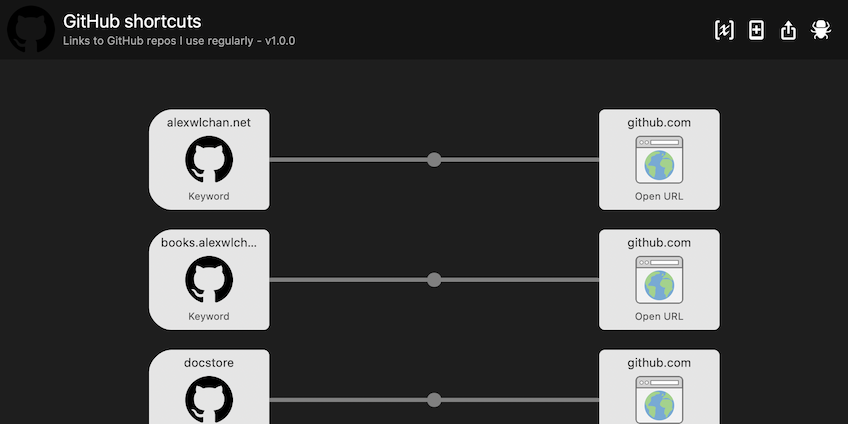 GitHub shortcuts
Links to GitHub repos I use regularly - v1.0.0
alexwlchan.net
github.com
Keyword
Open URL
books.alexwlch...
github.com
Keyword
Open URL
docstore
github.com